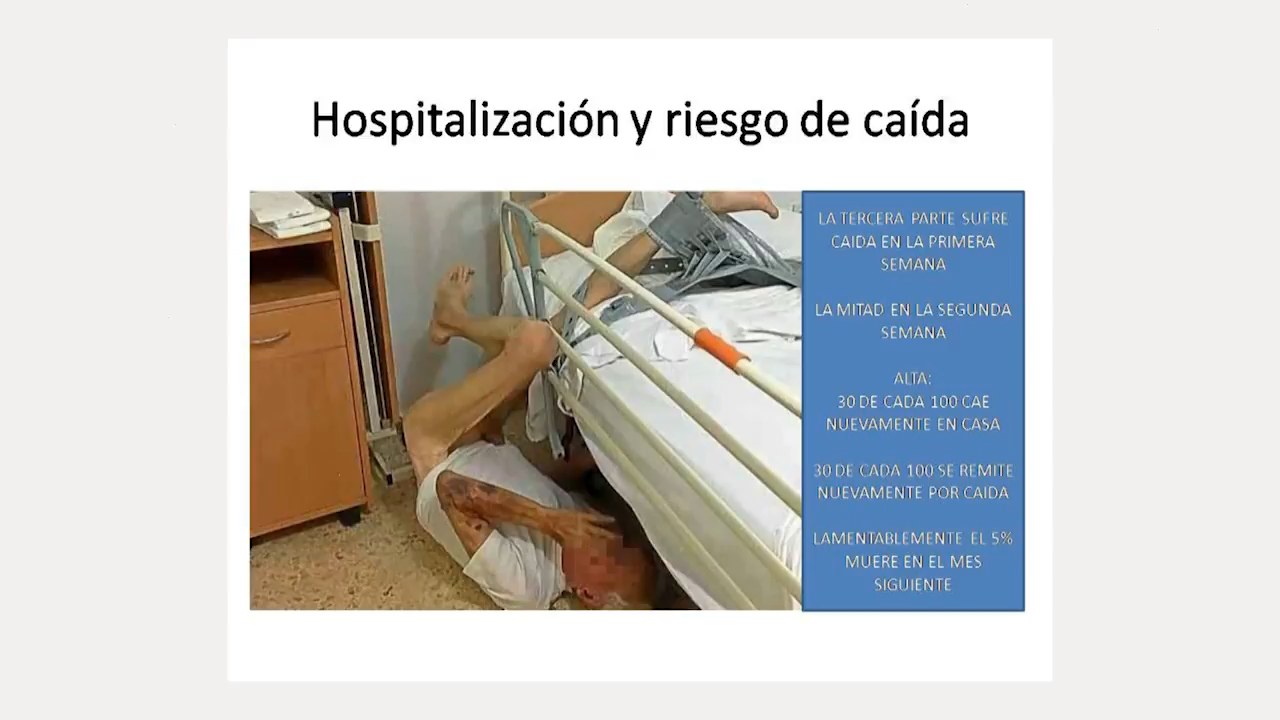 Hospitalización y riesgo de caída
LA TERCERA PARTE SUFRE
CAIDA EN LA PRIMERA
SEMANA
LA MITAD EN LA SEGUNDA
SEMANA
ALTA:
30 DE CADA 100 CAE
NUEVAMENTE EN CASA
30 DE CADA 100 SE REMITE
NUEVAMENTE POR CAIDA
LAMENTABLEMENTE EL 5%
MUERE EN EL MES
SIGUIENTE